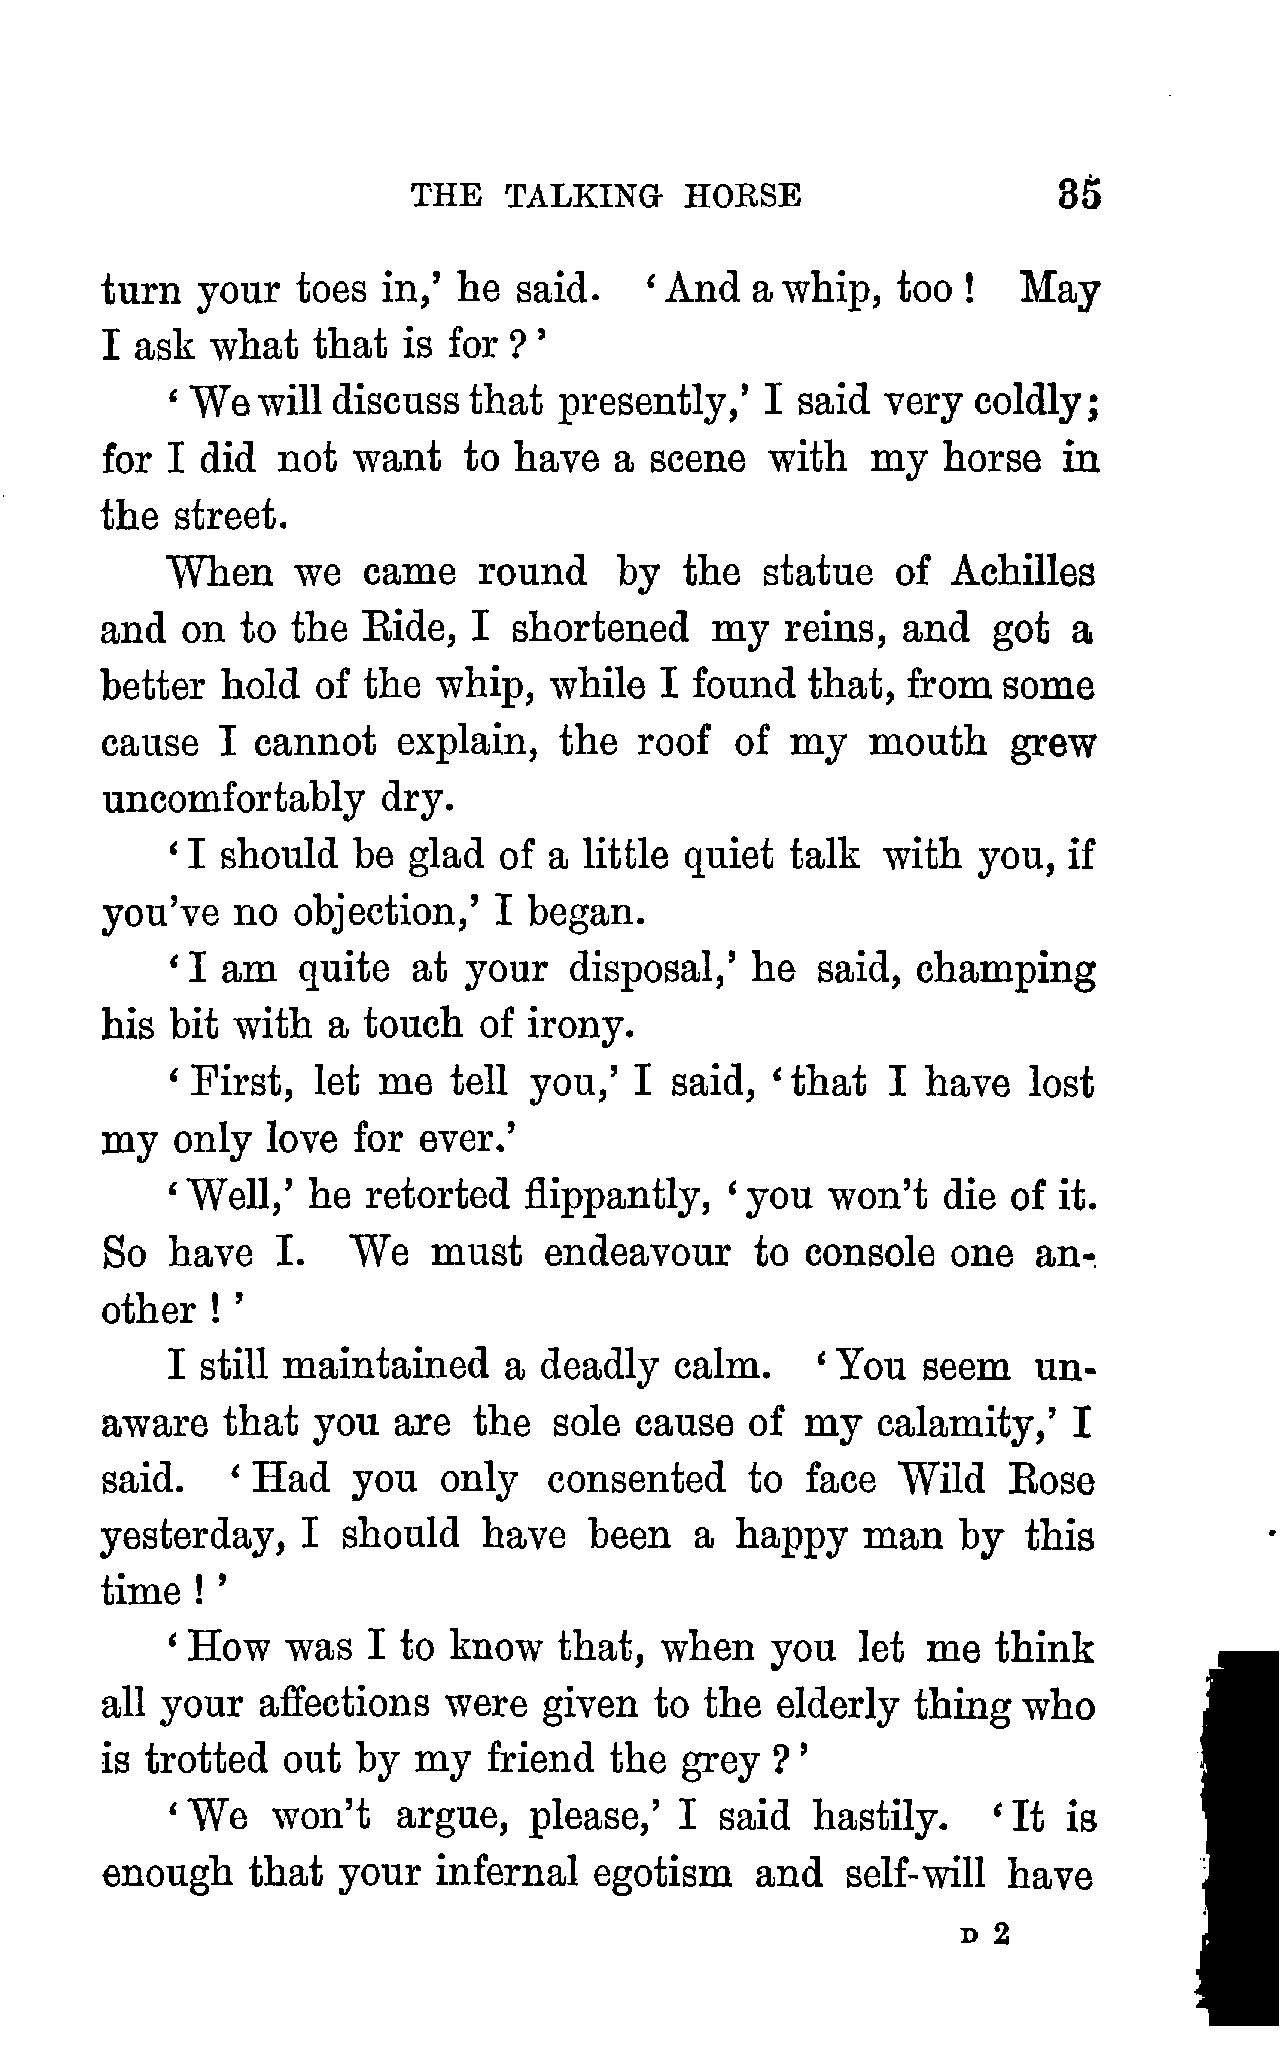 THE TALKING HORSE 35
turn your toes in,' he said. 'And a whip, too! May
I ask what that is for?'
'We will discuss that presently,' I said very coldly;
for I did not want to have a scene with my horse in
the street.
When we came round by the statue of Achilles
and on to the Ride, I shortened my reins, and got a
better hold of the whip, while I found that, from some
cause I cannot explain, the roof of my mouth grew
uncomfortably dry.
'I should be glad of a little quiet talk with you, if
you've no objection,' I began.
'I am quite at your disposal,' he said, champing
his bit with a touch of irony.
'First, let me tell you,' I said, 'that I have lost
my only love for ever.'
'Well,' he retorted flippantly, 'you won't die of it.
So have I. We must endeavour to console one an-
other!'
I still maintained a deadly calm. 'You seem un-
aware that you are the sole cause of my calamity,' I
said. 'Had you only consented to face Wild Rose
yesterday, I should have been a happy man by this
time!'
'How was I to know that, when you let me think
all your affections were given to the elderly thing who
is trotted out by my friend the grey?'
'We won't argue, please,' I said hastily. 'It is
enough that your infernal egotism and self-will have
D 2